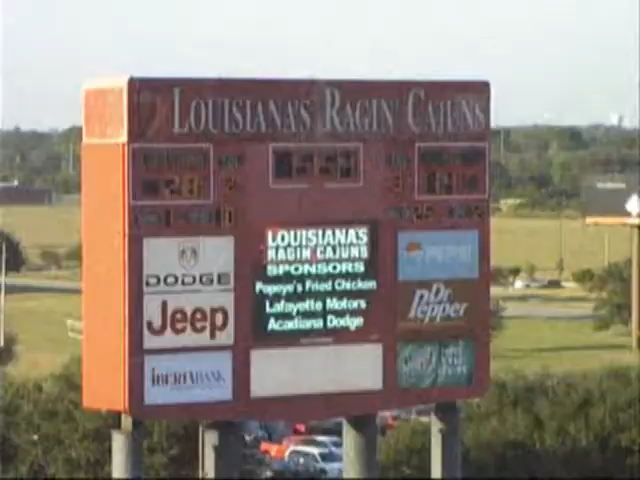 LOUISIANA'S RAGIN' CAJUNS
LOUISIANA'S
RAGIN CAJUNS
SPONSORS
Popeye's Fried Chicken
Lafayette Motors
Acadiana Dodge
DODGE
Jeep
IBERIABANK
PEPSI
Dr Pepper